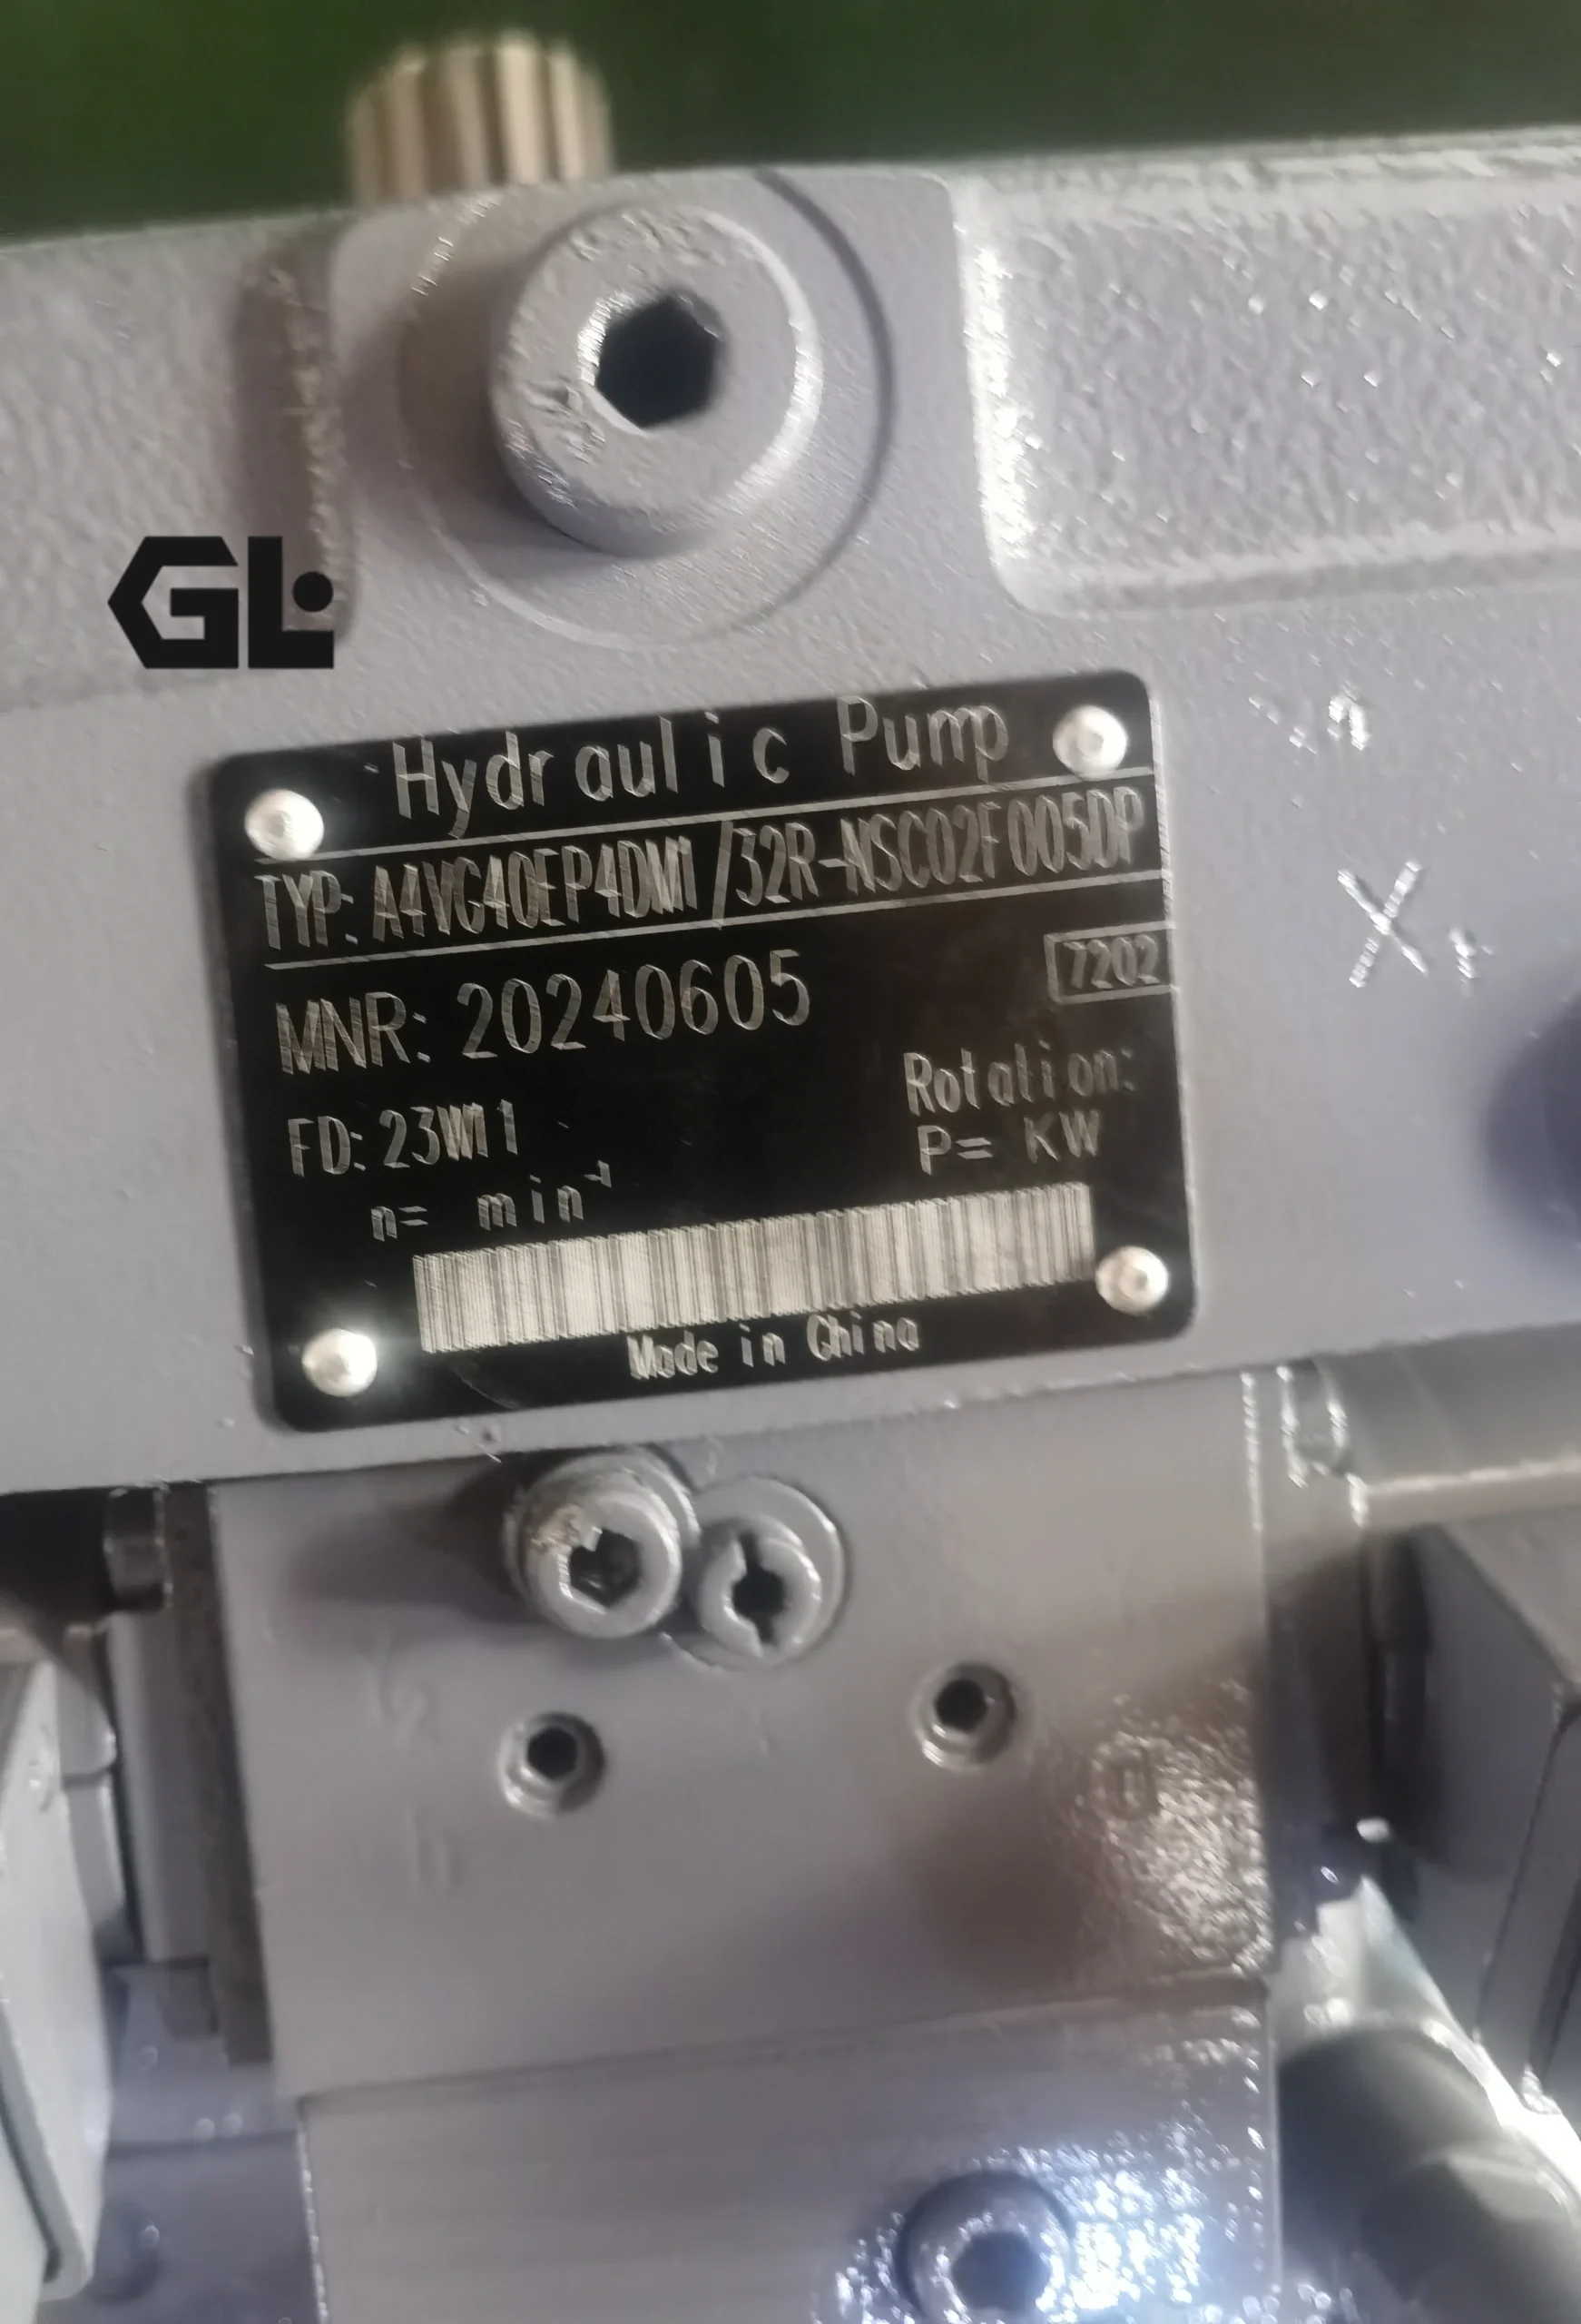 GL
Hydraulic Pump
TYP: A4VG40EP4DM1/32R-NSC02F005DP
MNR: 20240605
7202
FD: 23W11
Rotation:
n= min-1
P= KW
Made in China
X1